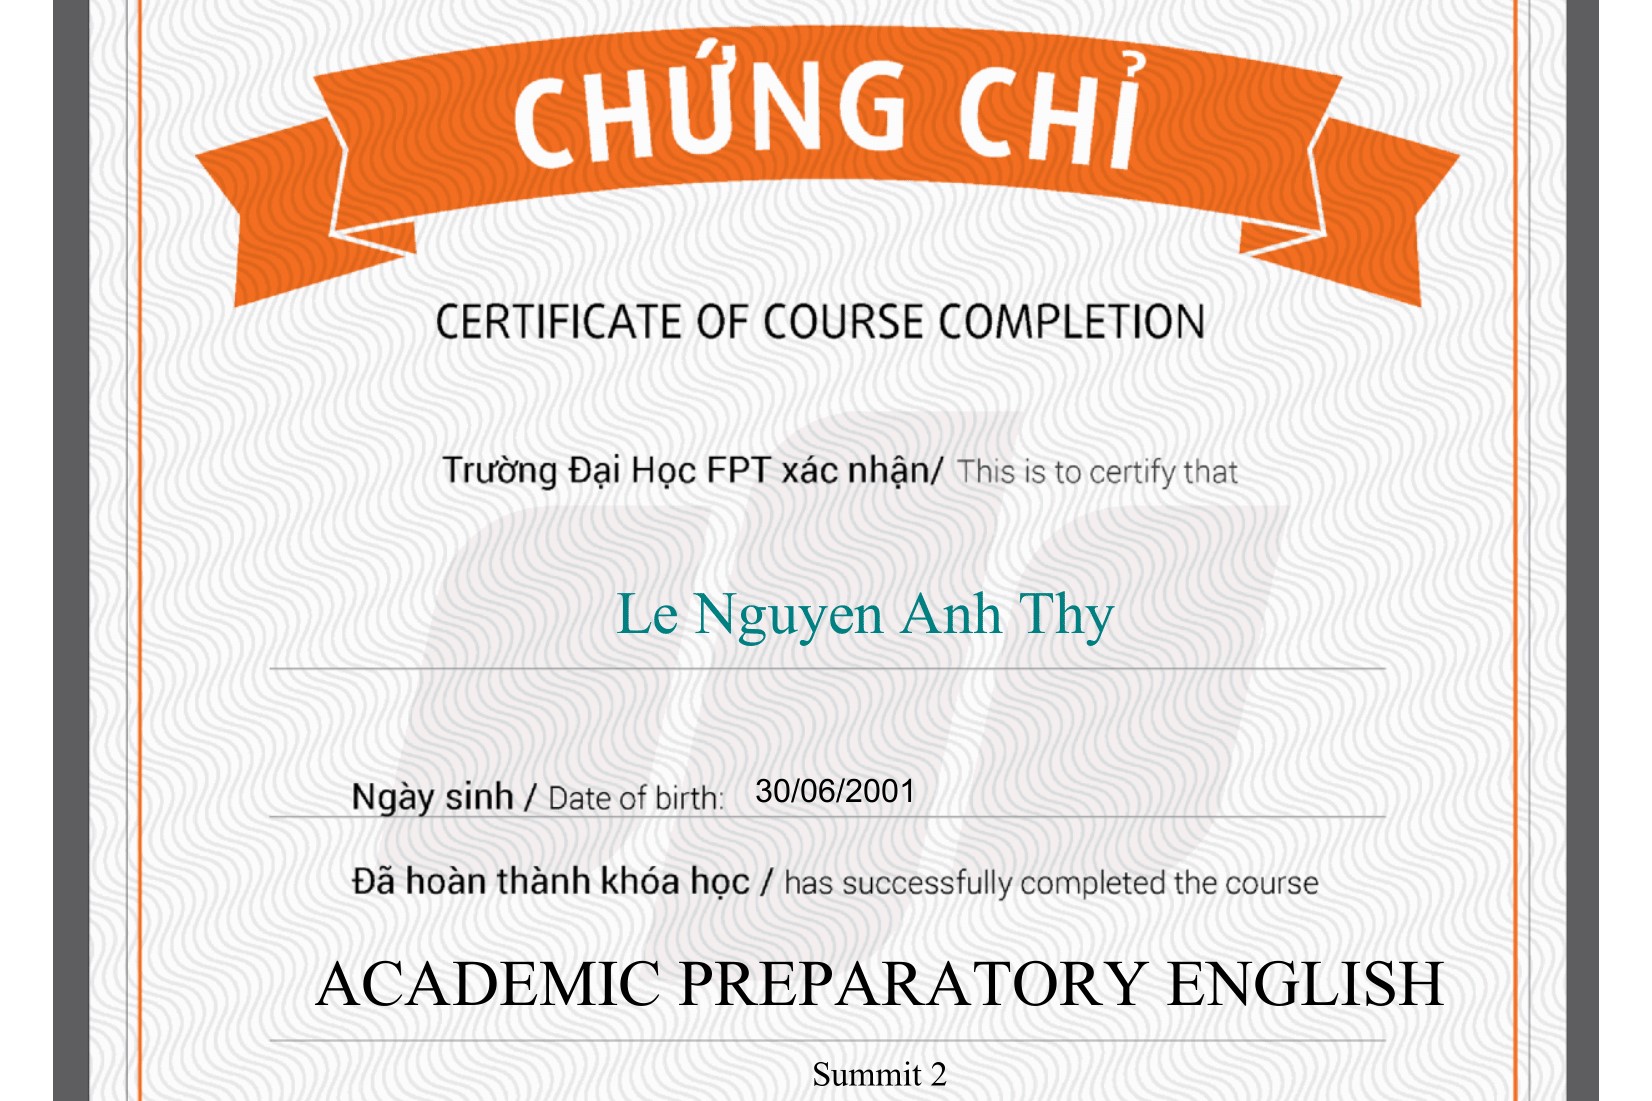 CHỨNG CHỈ
CERTIFICATE OF COURSE COMPLETION
Trường Đại Học FPT xác nhận/ This is to certify that
Le Nguyen Anh Thy
Ngày sinh / Date of birth: 30/06/2001
Đã hoàn thành khóa học / has successfully completed the course
ACADEMIC PREPARATORY ENGLISH
Summit 2